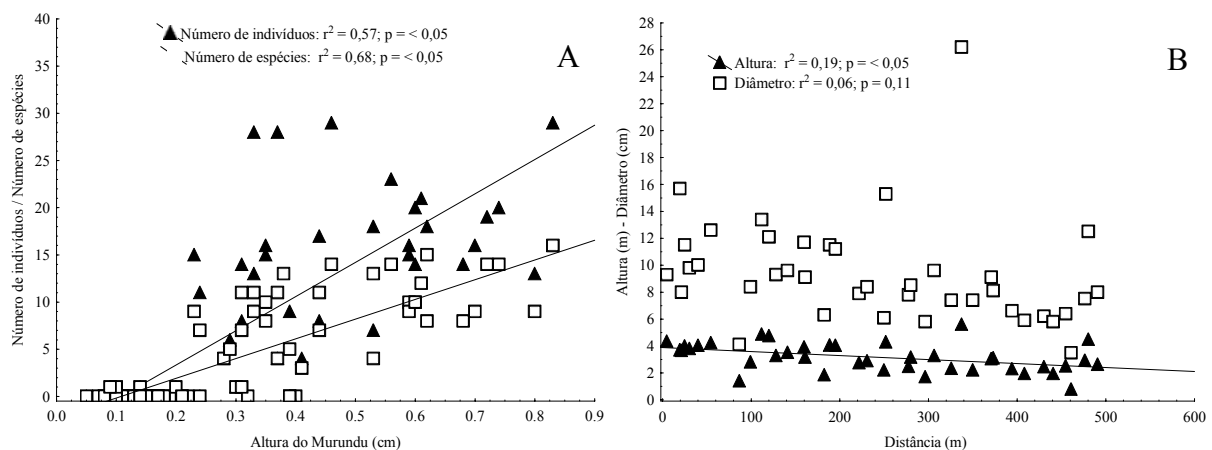 Número de indivíduos: r² = 0,57; p = < 0,05
Número de espécies: r² = 0,68; p = < 0,05
A
Número de indivíduos / Número de espécies
40
35
30
25
20
15
10
5
0
0.0 0.1 0.2 0.3 0.4 0.5 0.6 0.7 0.8 0.9
Altura do Murundu (cm)
Altura: r² = 0,19; p = < 0,05
Diâmetro: r² = 0,06; p = 0,11
B
Altura (m) - Diâmetro (cm)
28
26
24
22
20
18
16
14
12
10
8
6
4
2
0
0 100 200 300 400 500 600
Distância (m)